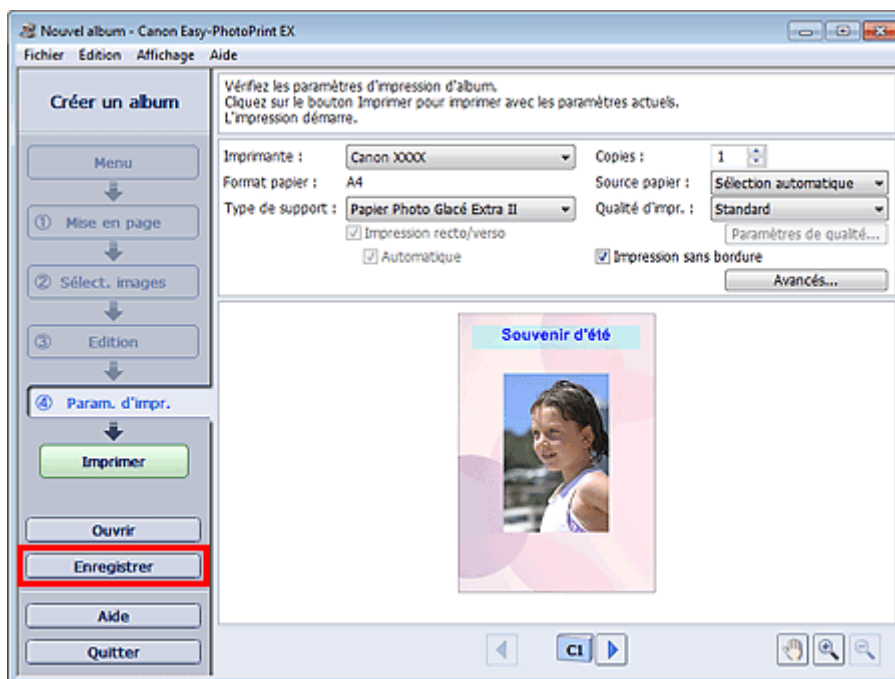 Nouvel album - Canon Easy-PhotoPrint EX
Fichier Edition Affichage Aide
Créer un album
Menu
① Mise en page
② Sélect. images
③ Edition
④ Param. d'impr.
Imprimer
Ouvrir
Enregistrer
Aide
Quitter
Vérifiez les paramètres d'impression d'album.
Cliquez sur le bouton Imprimer pour imprimer avec les paramètres actuels.
L'impression démarre.
Imprimante : Canon XXXX Copies : 1
Format papier : A4 Source papier : Sélection automatique
Type de support : Papier Photo Glacé Extra II Qualité d'impr. : Standard
Impression recto/verso Paramètres de qualité...
Automatique Impression sans bordure
Avancés...
Souvenir d'été
C1